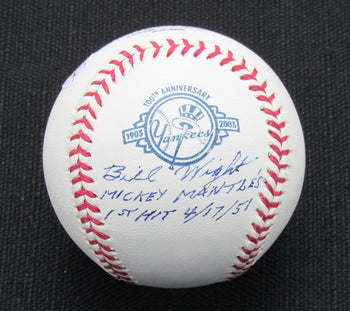 100TH ANNIVERSARY
1903 2003
Yankees
Bill Wight
MICKEY MANTLE'S
1ST HIT 4/17/51